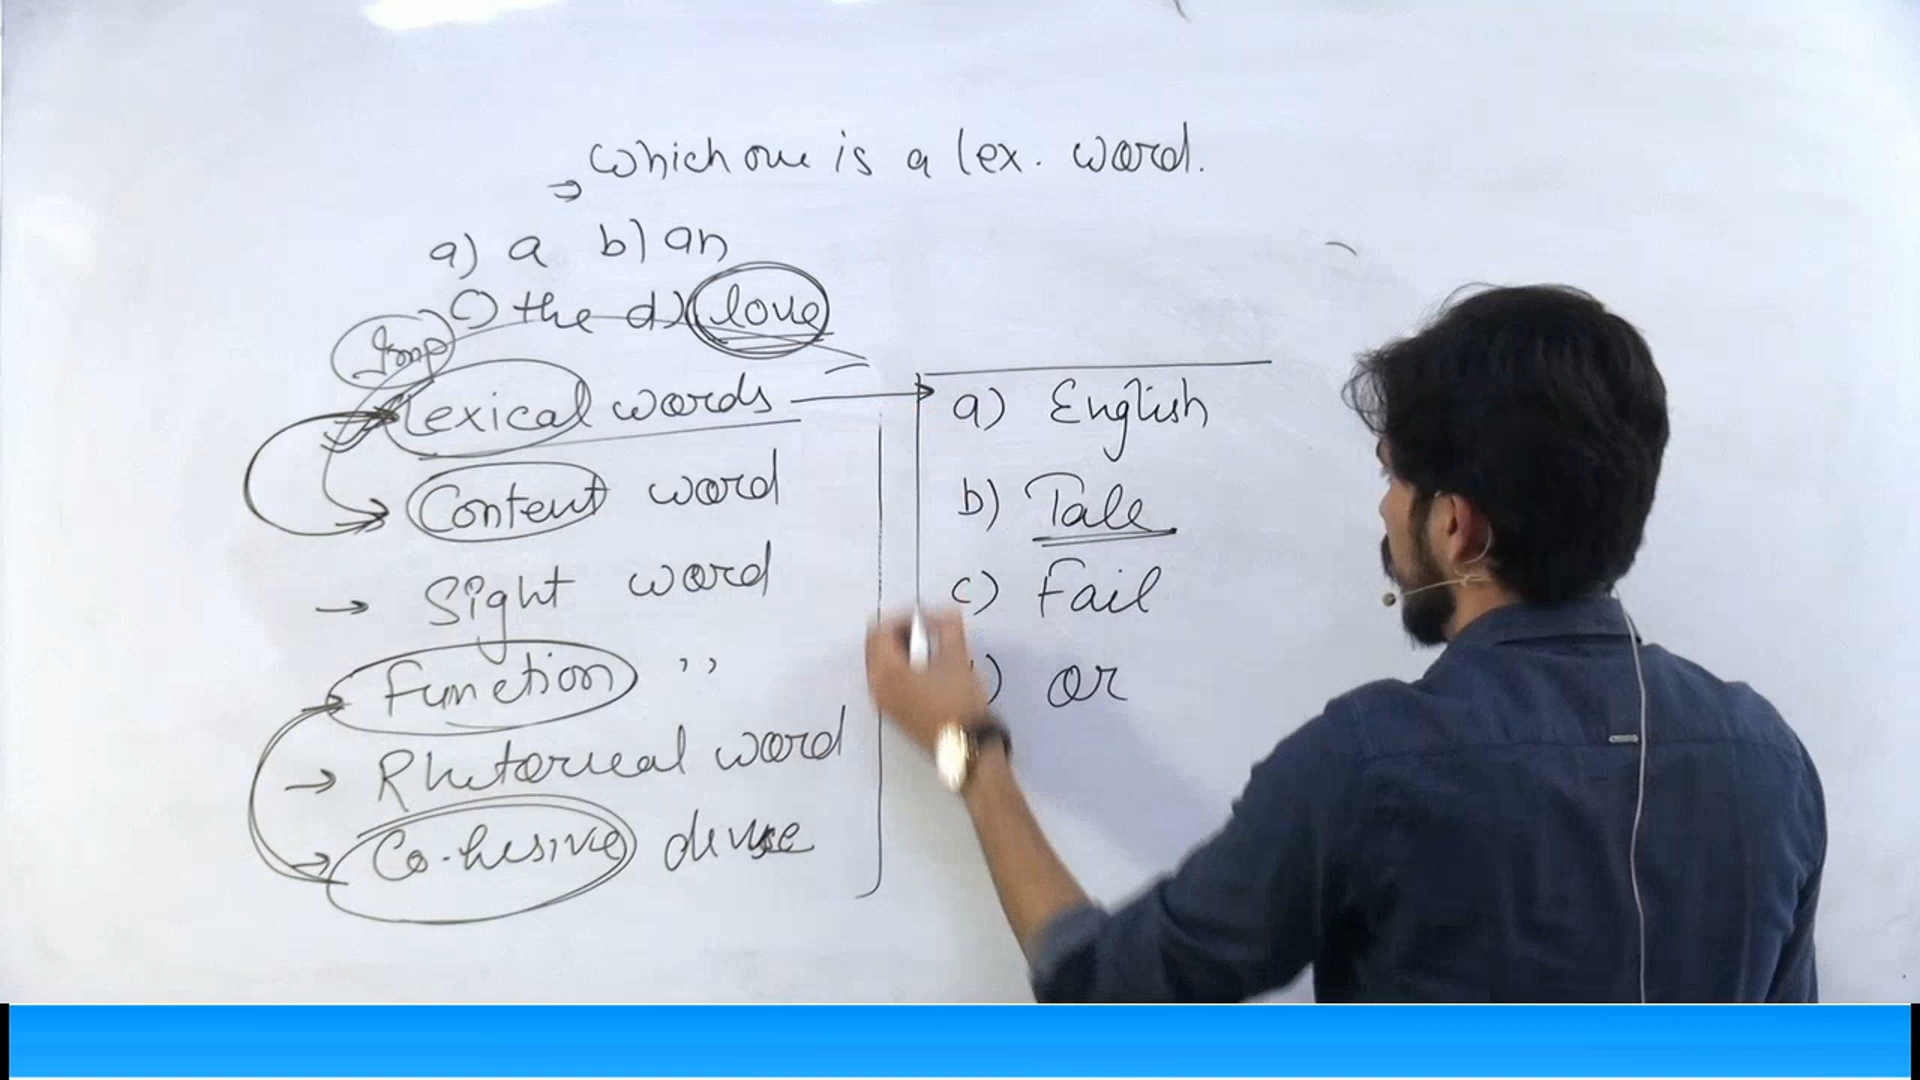 ⇒ Which one is a lex. word.
a) a b) an
c) the d) love
Imp
Lexical words
Content word
→ Sight word
Function ,,
→ Rhetorical word
Co-hesive devise
a) English
b) Tale
c) Fail
) or